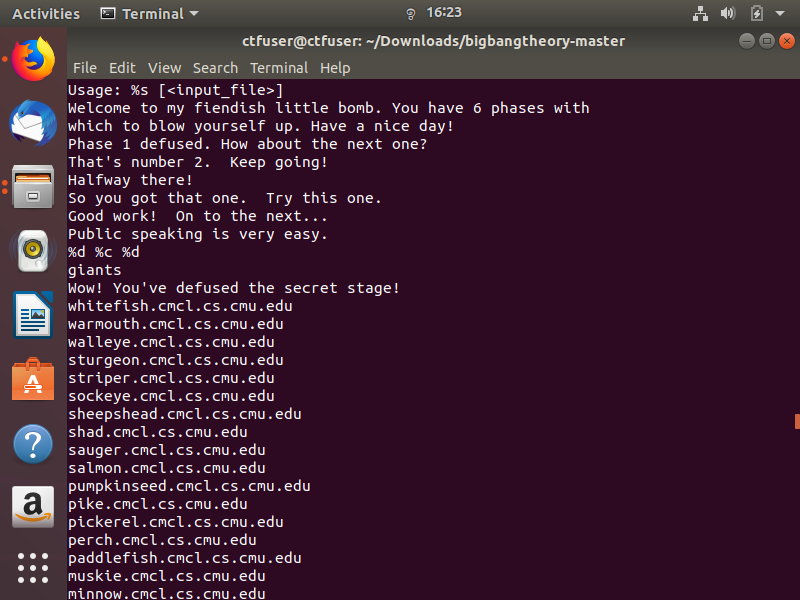 Activities Terminal 16:23
ctfuser@ctfuser: ~/Downloads/bigbangtheory-master
File Edit View Search Terminal Help
Usage: %s [<input_file>]
Welcome to my fiendish little bomb. You have 6 phases with
which to blow yourself up. Have a nice day!
Phase 1 defused. How about the next one?
That's number 2.  Keep going!
Halfway there!
So you got that one.  Try this one.
Good work!  On to the next...
Public speaking is very easy.
%d %c %d
giants
Wow! You've defused the secret stage!
whitefish.cmcl.cs.cmu.edu
warmouth.cmcl.cs.cmu.edu
walleye.cmcl.cs.cmu.edu
sturgeon.cmcl.cs.cmu.edu
striper.cmcl.cs.cmu.edu
sockeye.cmcl.cs.cmu.edu
sheepshead.cmcl.cs.cmu.edu
shad.cmcl.cs.cmu.edu
sauger.cmcl.cs.cmu.edu
salmon.cmcl.cs.cmu.edu
pumpkinseed.cmcl.cs.cmu.edu
pike.cmcl.cs.cmu.edu
pickerel.cmcl.cs.cmu.edu
perch.cmcl.cs.cmu.edu
paddlefish.cmcl.cs.cmu.edu
muskie.cmcl.cs.cmu.edu
minnow.cmcl.cs.cmu.edu